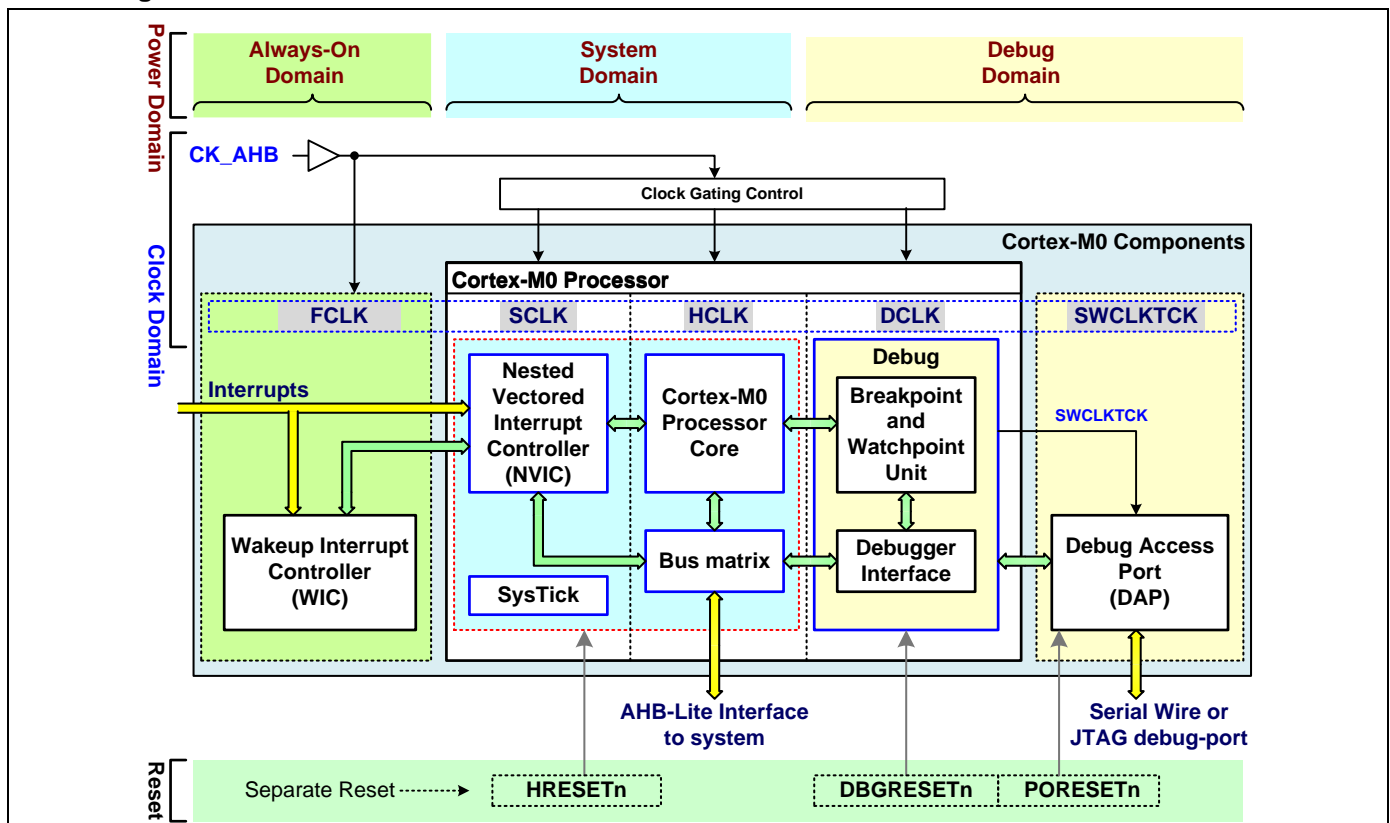 Power Domain
Always-On
Domain
System
Domain
Debug
Domain
Clock Domain
CK_AHB
Clock Gating Control
Cortex-M0 Components
Cortex-M0 Processor
FCLK
SCLK
HCLK
DCLK
SWCLKTCK
Interrupts
Nested
Vectored
Interrupt
Controller
(NVIC)
Cortex-M0
Processor
Core
Debug
Breakpoint
and
Watchpoint
Unit
SWCLKTCK
Wakeup Interrupt
Controller
(WIC)
SysTick
Bus matrix
Debugger
Interface
Debug Access
Port
(DAP)
AHB-Lite Interface
to system
Serial Wire or
JTAG debug-port
Reset
Separate Reset
HRESETn
DBGRESETn
PORESETn